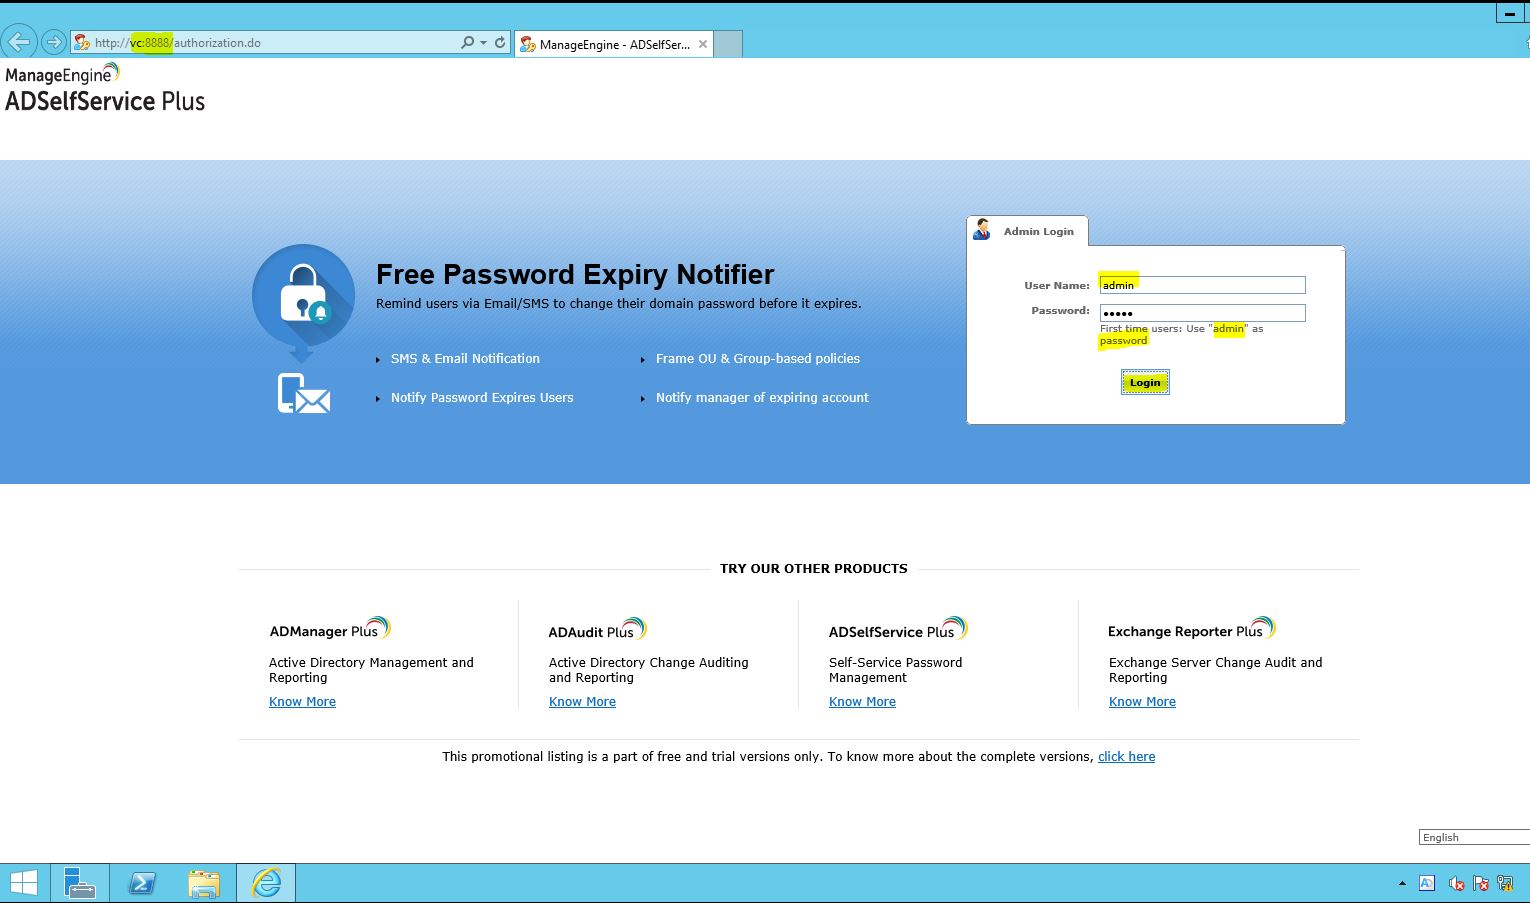 http://vc:8888/authorization.do
ManageEngine - ADSelfSer...
ManageEngine
ADSelfService Plus
Admin Login
Free Password Expiry Notifier
Remind users via Email/SMS to change their domain password before it expires.
SMS & Email Notification
Frame OU & Group-based policies
Notify Password Expires Users
Notify manager of expiring account
User Name:
admin
Password:
•••••
First time users: Use "admin" as
password
Login
TRY OUR OTHER PRODUCTS
ADManager Plus
Active Directory Management and
Reporting
Know More
ADAudit Plus
Active Directory Change Auditing
and Reporting
Know More
ADSelfService Plus
Self-Service Password
Management
Know More
Exchange Reporter Plus
Exchange Server Change Audit and
Reporting
Know More
This promotional listing is a part of free and trial versions only. To know more about the complete versions, click here
English
AD